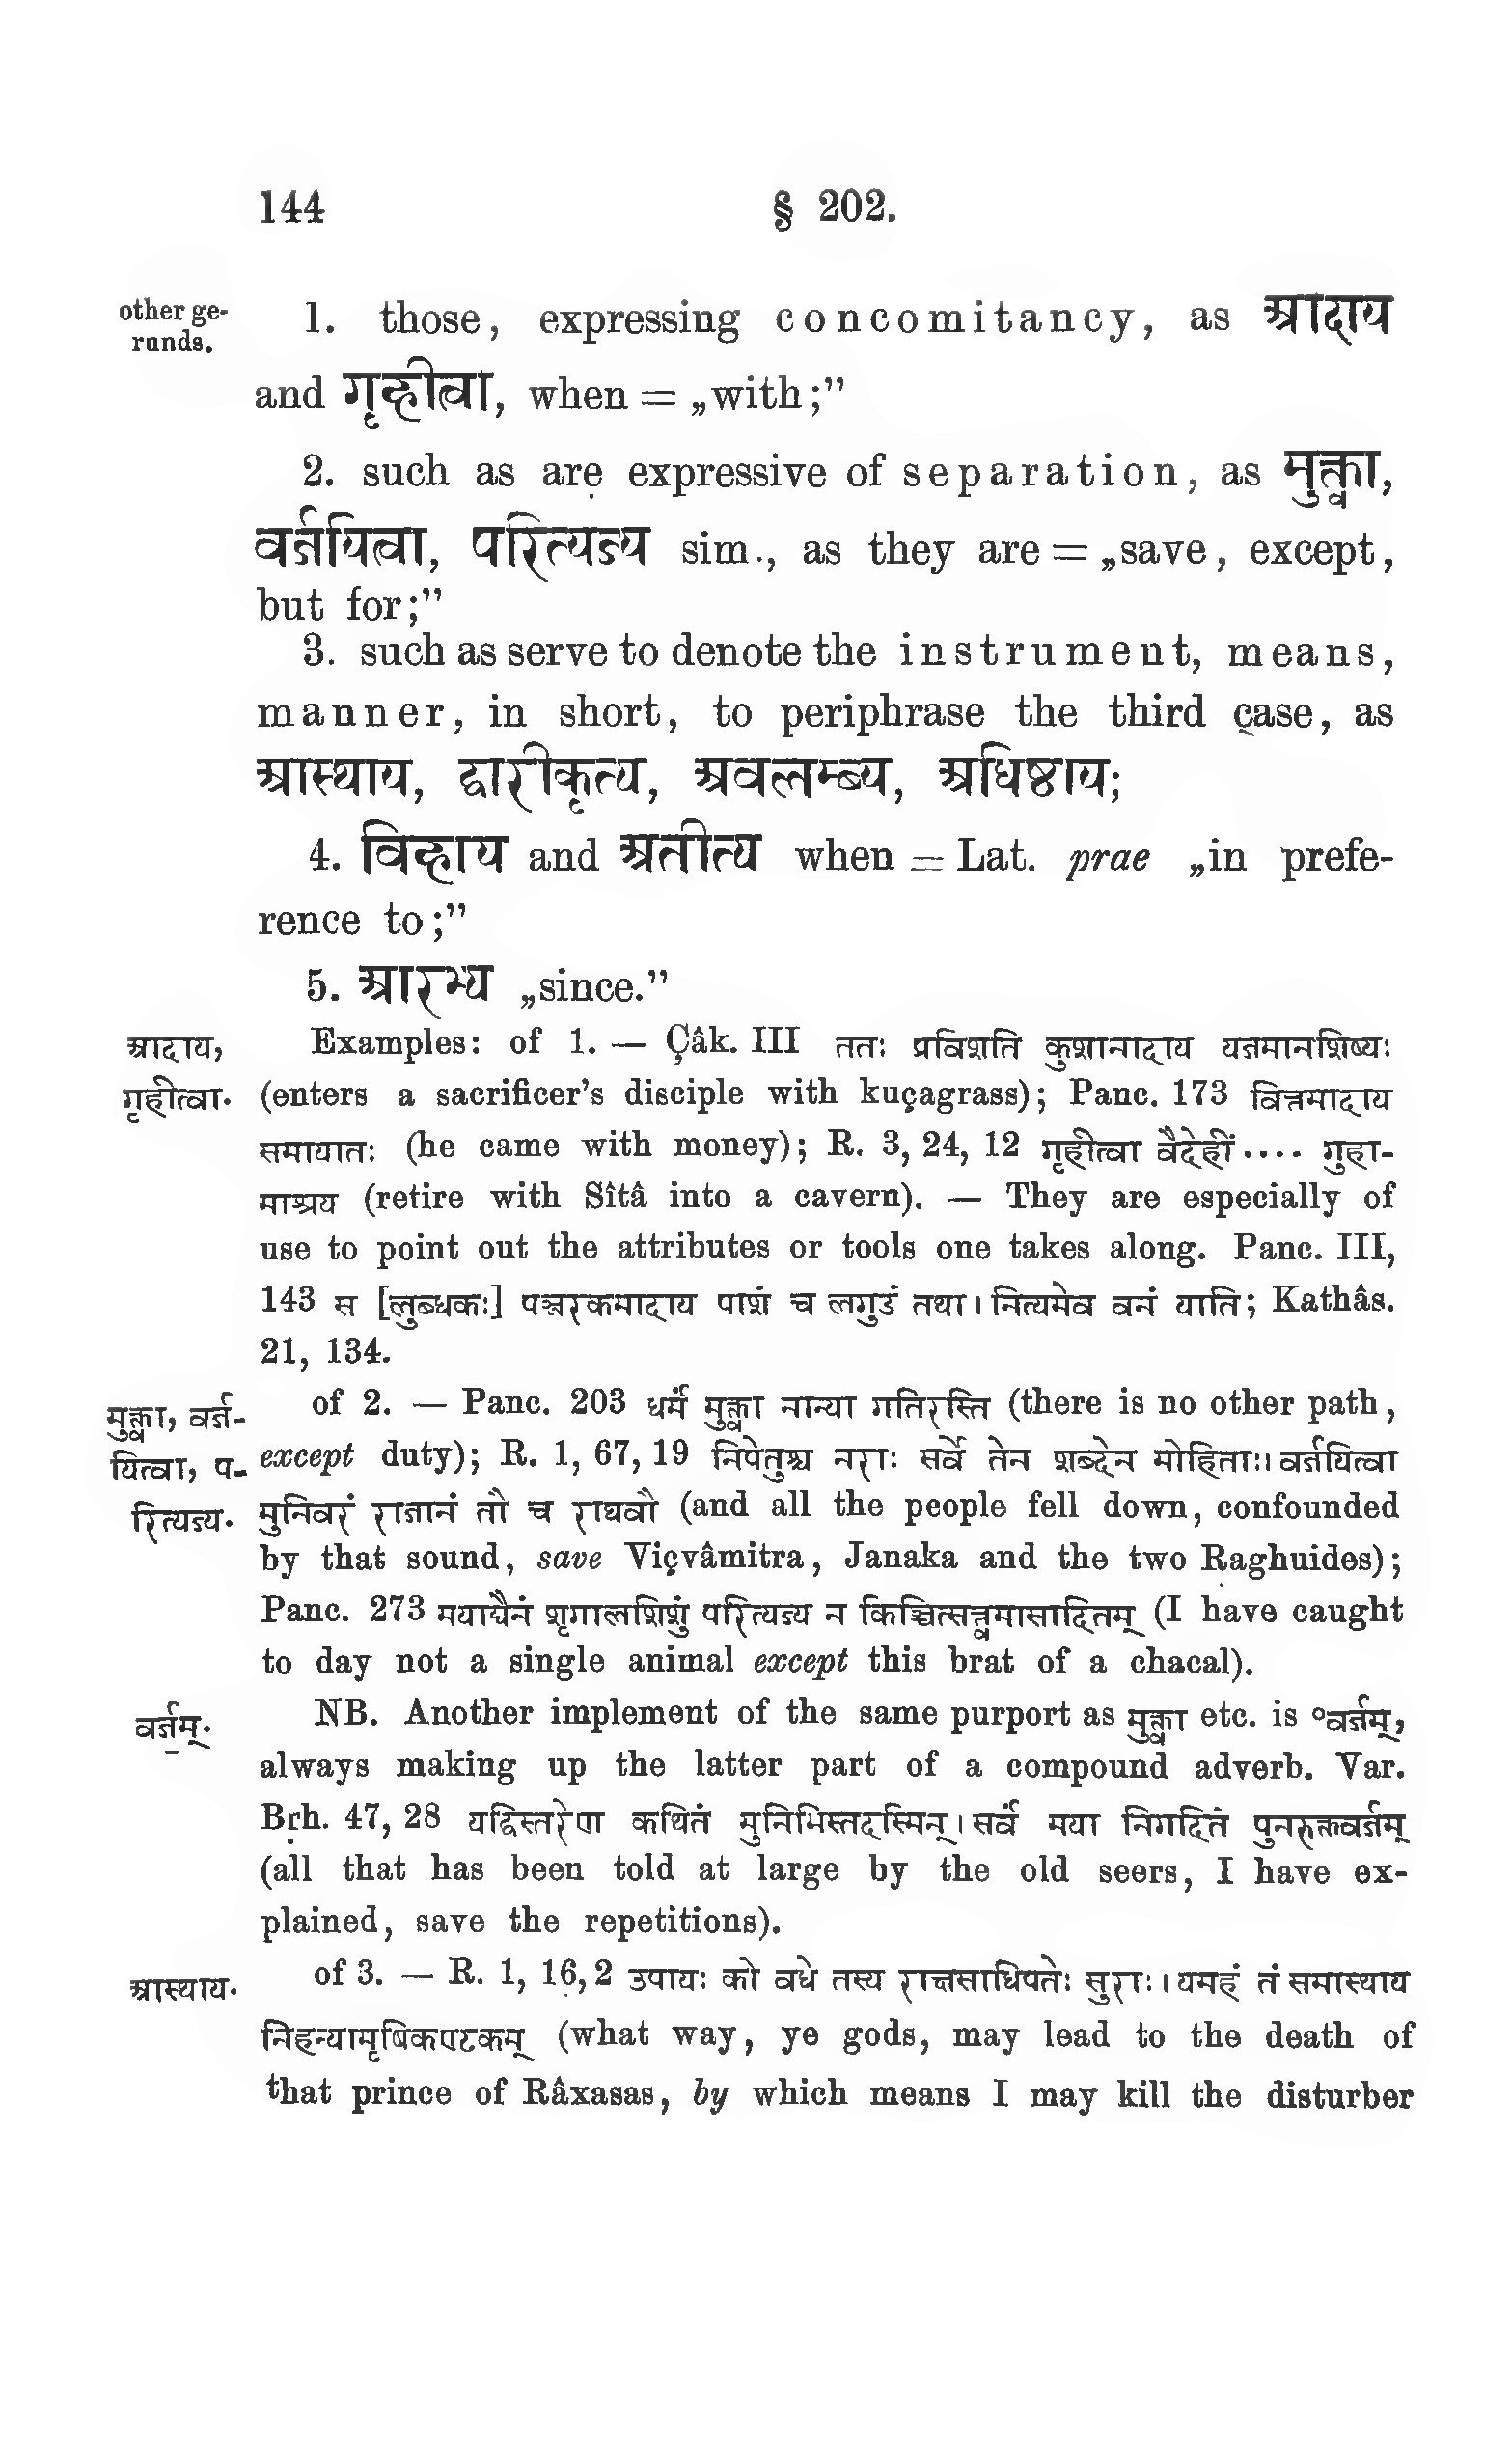 144 § 202.
other ge-
runds.
1. those, expressing concomitancy, as आदाय
and गृहीत्वा, when = „with;”
2. such as are expressive of separation, as मुक्त्वा,
वर्जयित्वा, परित्यज्य sim., as they are = „save, except,
but for;”
3. such as serve to denote the instrument, means,
manner, in short, to periphrase the third case, as
आस्थाय, द्वारीकृत्य, अवलम्ब्य, अधिष्ठाय;
4. विहाय and अतीत्य when = Lat. prae „in prefe-
rence to;”
5. आरभ्य „since.”
आदाय,
गृहीत्वा.
Examples: of 1. — Çâk. III ततः प्रविशति कुशानादाय यजमानशिष्यः
(enters a sacrificer’s disciple with kuçagrass); Panc. 173 वित्तमादाय
समायातः (he came with money); R. 3, 24, 12 गृहीत्वा वैदेहीं .... गुहा-
माश्रय (retire with Sîtâ into a cavern). — They are especially of
use to point out the attributes or tools one takes along. Panc. III,
143 स [लुब्धकः] पञ्जरकमादाय पाशं च लगुडं तथा । नित्यमेव वनं याति; Kathâs.
21, 134.
मुक्त्वा, वर्ज-
यित्वा, प-
रित्यज्य.
of 2. — Panc. 203 धर्मं मुक्त्वा नान्या गतिरस्ति (there is no other path,
except duty); R. 1, 67, 19 निपेतुश्च नराः सर्वे तेन शब्देन मोहिताः। वर्जयित्वा
मुनिवरं राजानं तौ च राघवौ (and all the people fell down, confounded
by that sound, save Viçvâmitra, Janaka and the two Raghuides);
Panc. 273 मयाद्यैनं शृगालशिशुं परित्यज्य न किञ्चित्सत्त्वमासादितम् (I have caught
to day not a single animal except this brat of a chacal).
वर्जम्.
NB. Another implement of the same purport as मुक्त्वा etc. is °वर्जम्,
always making up the latter part of a compound adverb. Var.
Bṛh. 47, 28 यद्विस्तरेण कथितं मुनिभिस्तदस्मिन् । सर्वं मया निगदितं पुनरुक्तवर्जम्
(all that has been told at large by the old seers, I have ex-
plained, save the repetitions).
आस्थाय.
of 3. — R. 1, 16, 2 उपायः को वधे तस्य राक्षसाधिपतेः सुराः । यमहं तं समास्थाय
निहन्यामृषिकण्टकम् (what way, ye gods, may lead to the death of
that prince of Râxasas, by which means I may kill the disturber